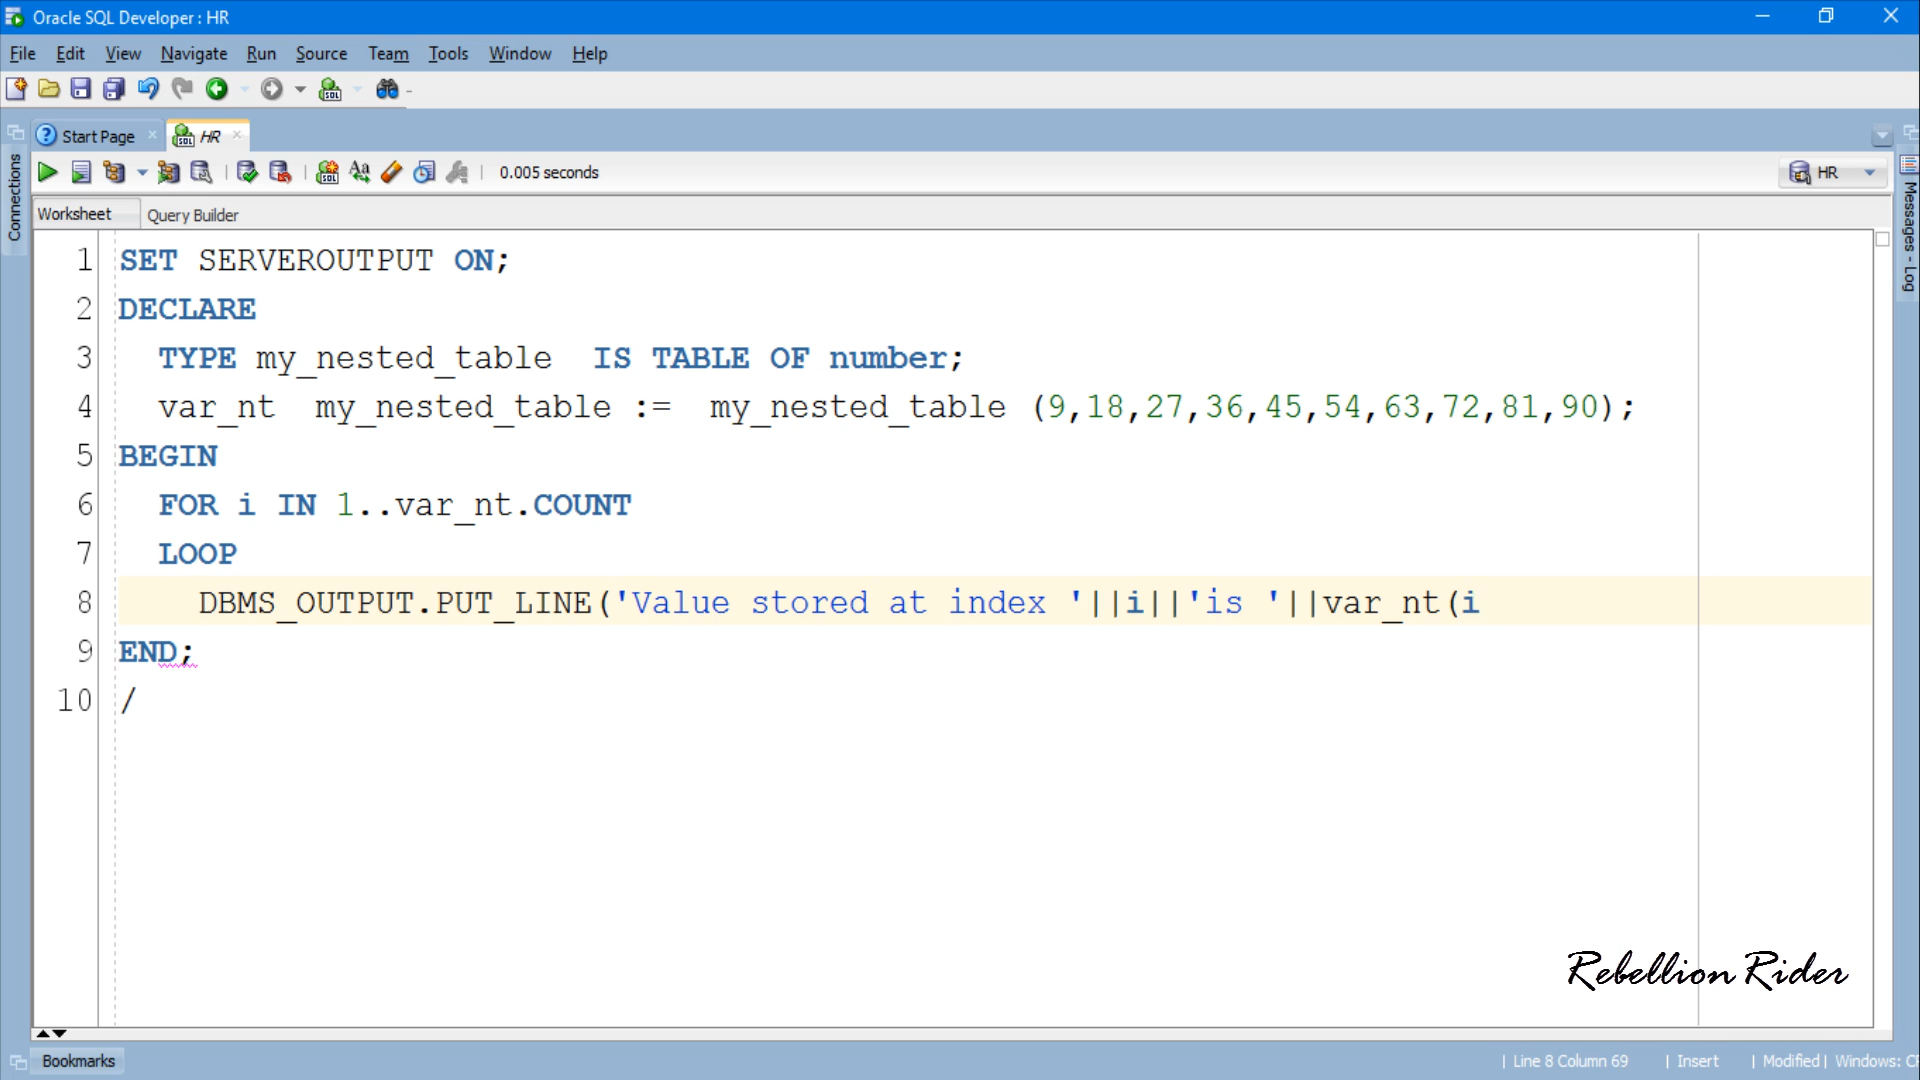 Oracle SQL Developer : HR
File Edit View Navigate Run Source Team Tools Window Help
Start Page HR
0.005 seconds HR
Worksheet Query Builder
Connections
Messages - Log
1 SET SERVEROUTPUT ON;
2 DECLARE
3 TYPE my_nested_table IS TABLE OF number;
4 var_nt my_nested_table := my_nested_table (9,18,27,36,45,54,63,72,81,90);
5 BEGIN
6 FOR i IN 1..var_nt.COUNT
7 LOOP
8 DBMS_OUTPUT.PUT_LINE('Value stored at index '||i||'is '||var_nt(i
9 END;
10 /
Rebellion Rider
Bookmarks
| Line 8 Column 69 | Insert | Modified | Windows: